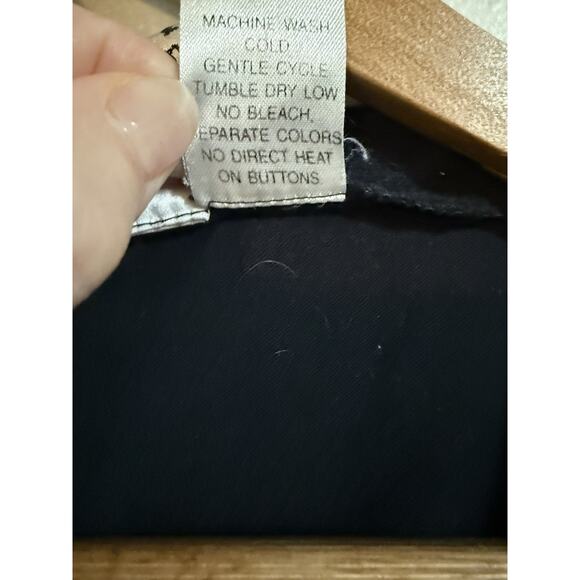 MACHINE WASH
COLD
GENTLE CYCLE
TUMBLE DRY LOW
NO BLEACH,
EPARATE COLORS
NO DIRECT HEAT
ON BUTTONS